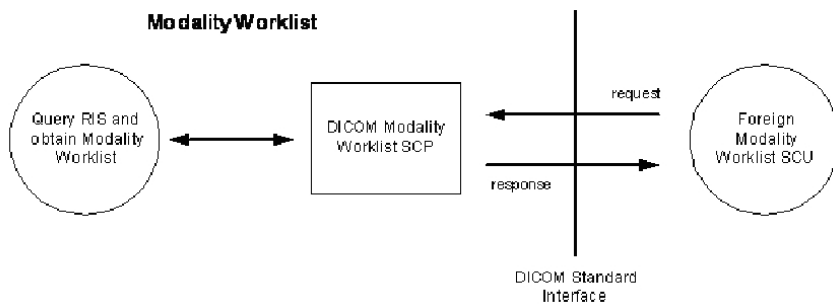 Modality Worklist
Query RIS and
obtain Modality
Worklist
DICOM Modality
Worklist SCP
request
response
Foreign
Modality
Worklist SCU
DICOM Standard
Interface